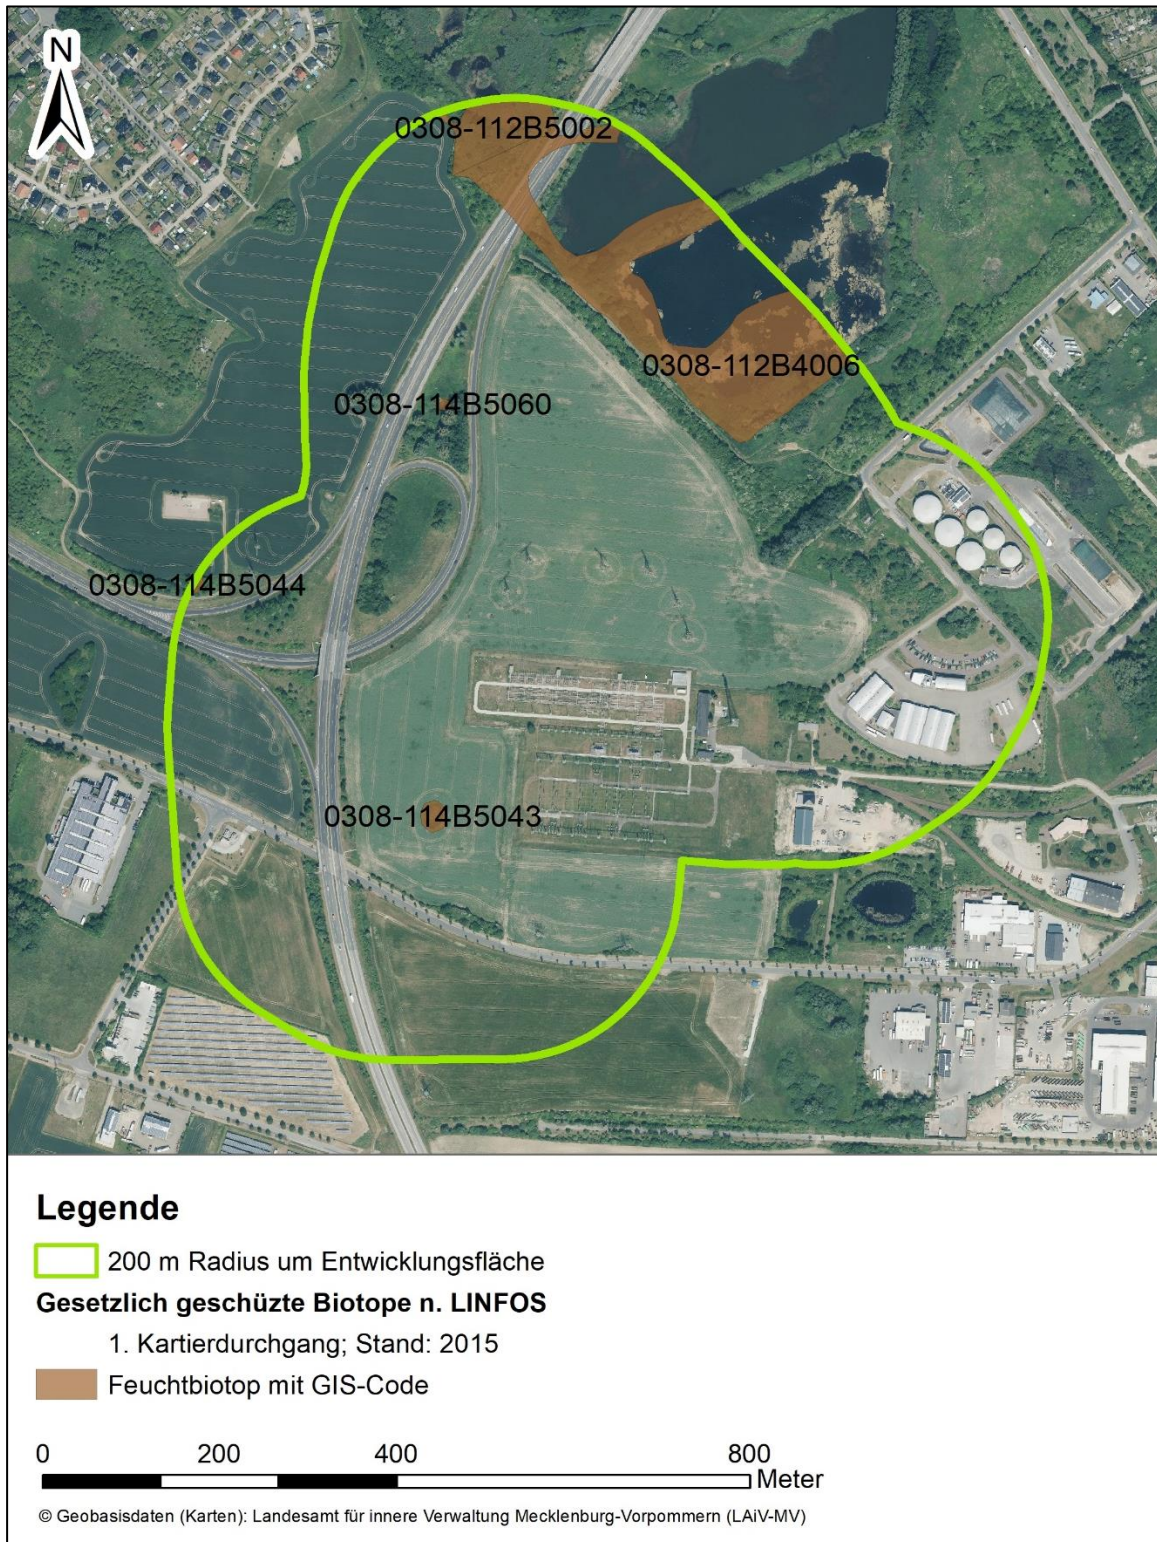 N
0308-112B5002
0308-112B4006
0308-114B5060
0308-114B5044
0308-114B5043
Legende
200 m Radius um Entwicklungsfläche
Gesetzlich geschüzte Biotope n. LINFOS
1. Kartierdurchgang; Stand: 2015
Feuchtbiotop mit GIS-Code
0 200 400 800
Meter
© Geobasisdaten (Karten): Landesamt für innere Verwaltung Mecklenburg-Vorpommern (LAiV-MV)